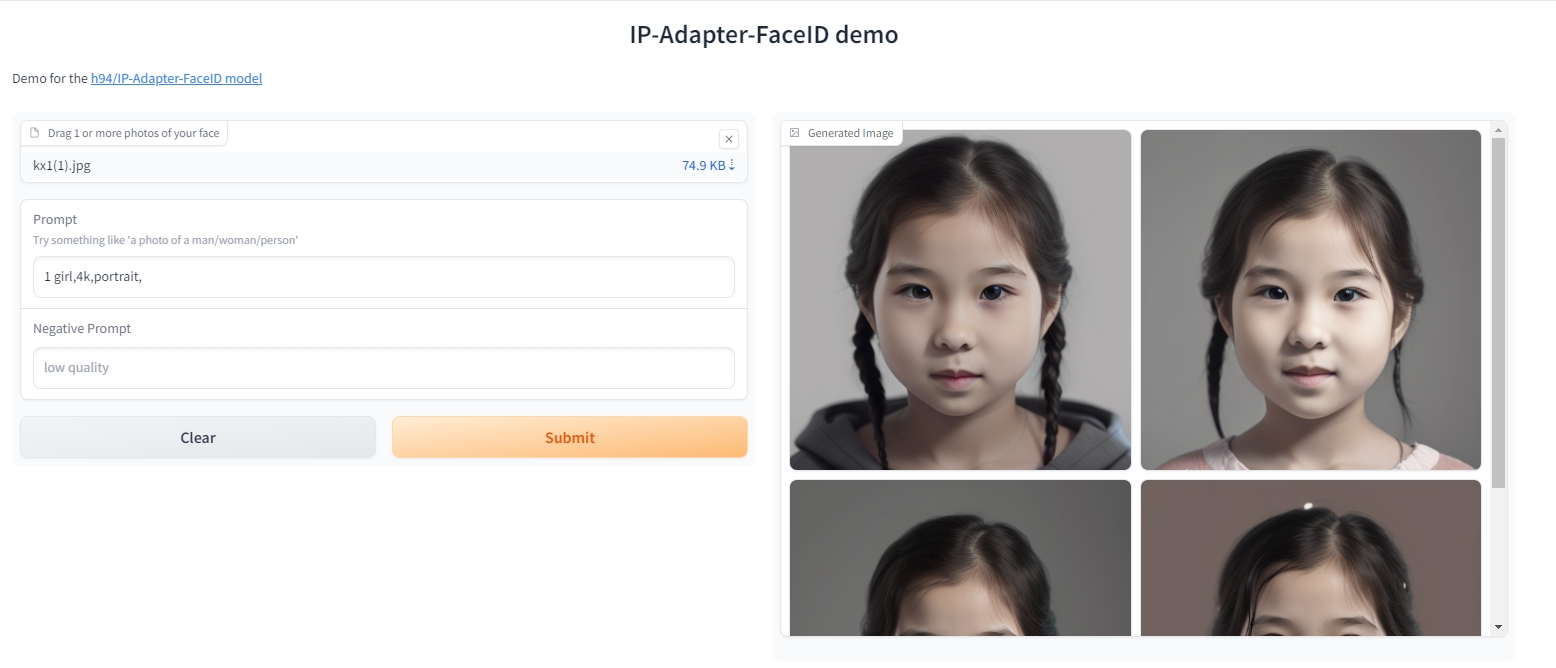 IP-Adapter-FaceID demo
Demo for the h94/IP-Adapter-FaceID model
Drag 1 or more photos of your face
kx1(1).jpg 74.9 KB
Prompt
Try something like 'a photo of a man/woman/person'
1 girl,4k,portrait,
Negative Prompt
low quality
Clear Submit
Generated Image